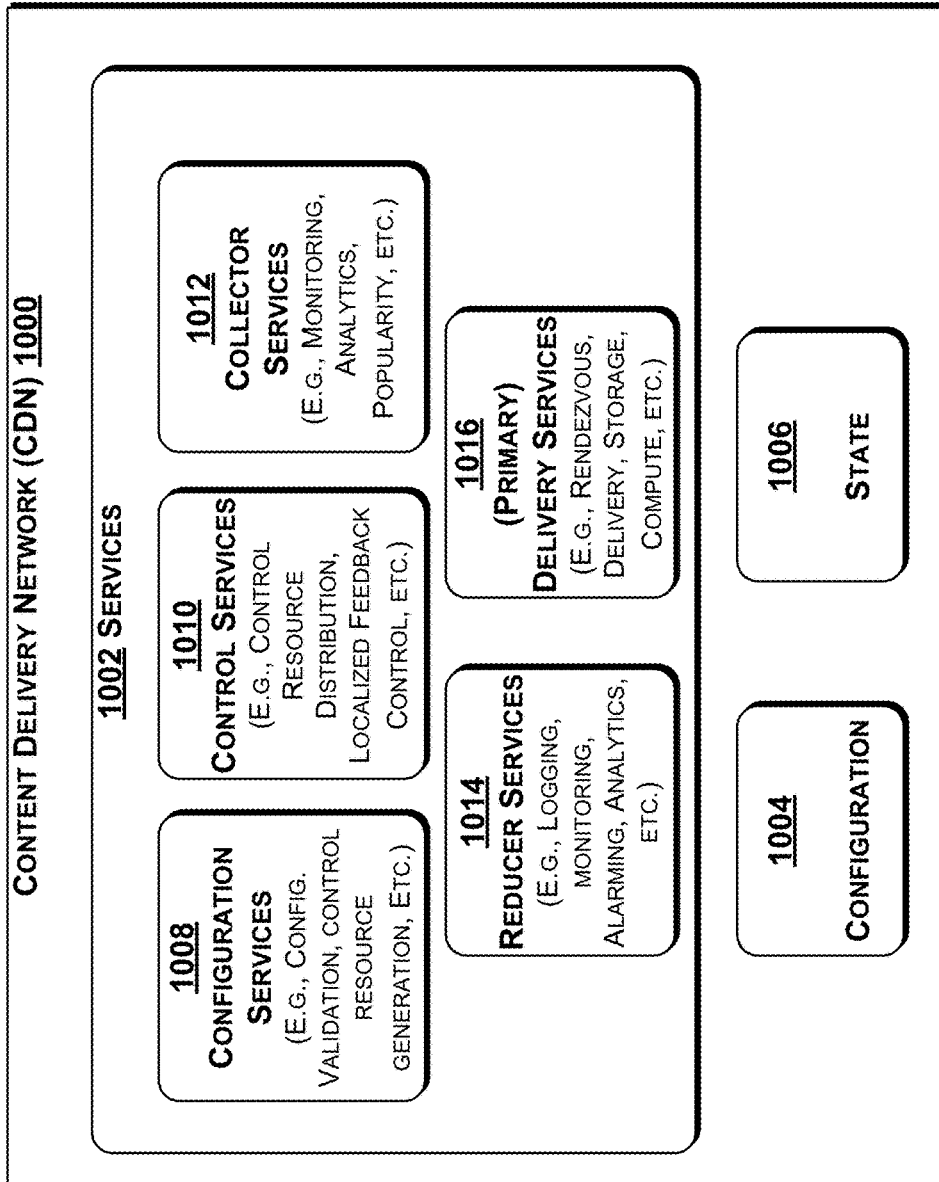 CONTENT DELIVERY NETWORK (CDN) 1000
1002 SERVICES
1008
CONFIGURATION
SERVICES
(E.G., CONFIG.
VALIDATION, CONTROL
RESOURCE
GENERATION, ETC.)
1010
CONTROL SERVICES
(E.G., CONTROL
RESOURCE
DISTRIBUTION,
LOCALIZED FEEDBACK
CONTROL, ETC.)
1012
COLLECTOR
SERVICES
(E.G., MONITORING,
ANALYTICS,
POPULARITY, ETC.)
1014
REDUCER SERVICES
(E.G., LOGGING,
MONITORING,
ALARMING, ANALYTICS,
ETC.)
1016
(PRIMARY)
DELIVERY SERVICES
(E.G., RENDEZVOUS,
DELIVERY, STORAGE,
COMPUTE, ETC.)
1004
CONFIGURATION
1006
STATE